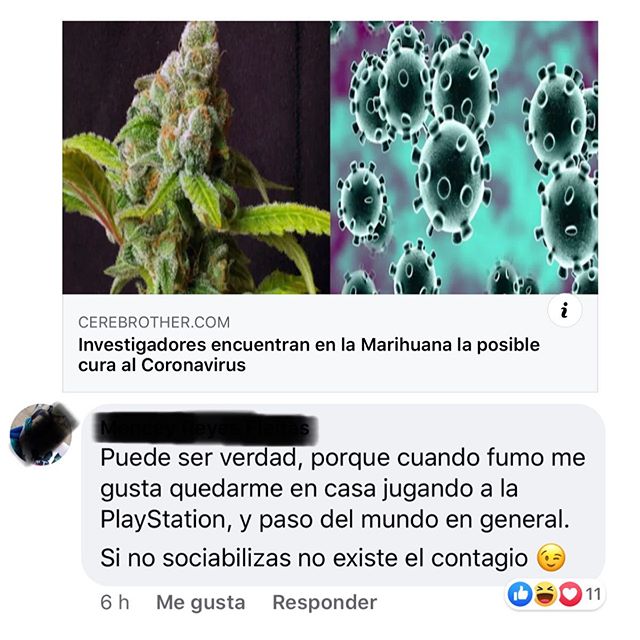 CEREBROTHER.COM
Investigadores encuentran en la Marihuana la posible
cura al Coronavirus
Puede ser verdad, porque cuando fumo me
gusta quedarme en casa jugando a la
PlayStation, y paso del mundo en general.
Si no sociabilizas no existe el contagio 😉
6 h Me gusta Responder 11